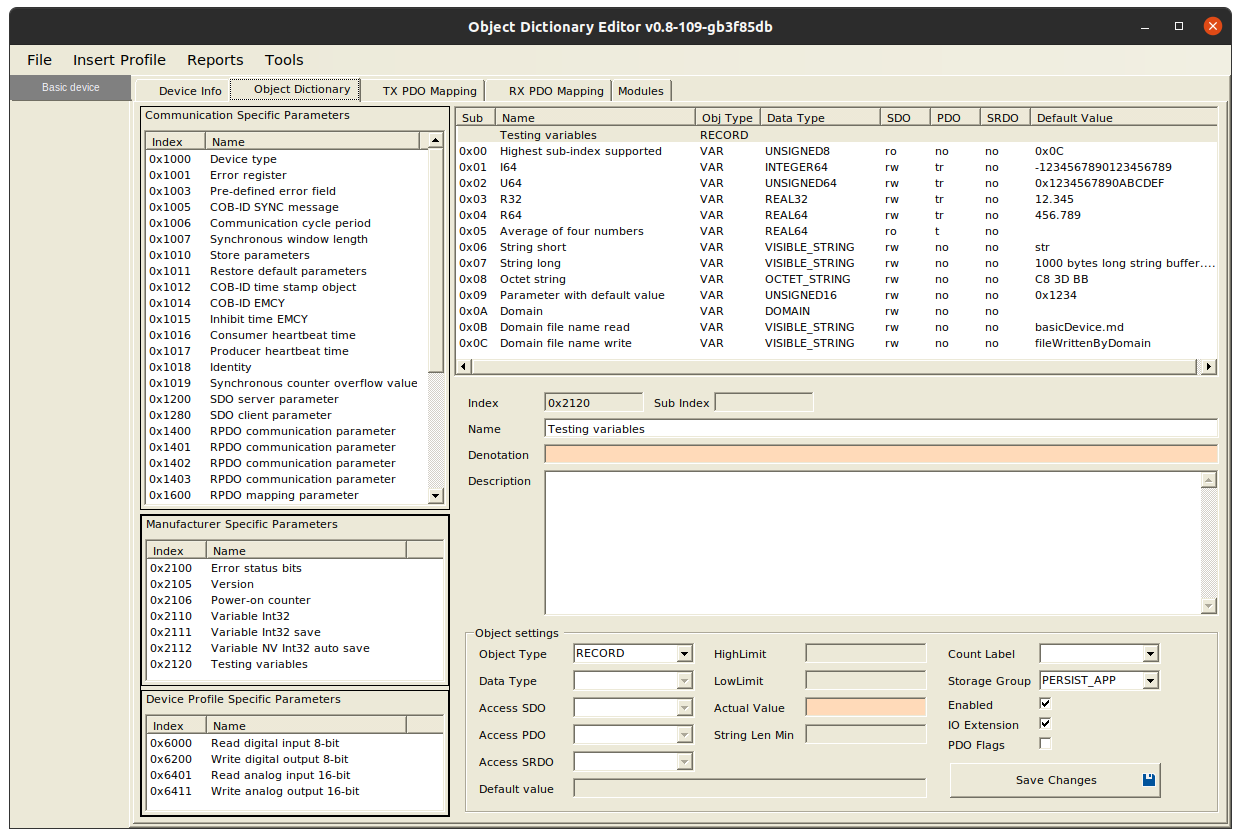 Object Dictionary Editor v0.8-109-gb3f85db
File Insert Profile Reports Tools
Basic device
Device Info Object Dictionary TX PDO Mapping RX PDO Mapping Modules
Communication Specific Parameters
Index Name
0x1000 Device type
0x1001 Error register
0x1003 Pre-defined error field
0x1005 COB-ID SYNC message
0x1006 Communication cycle period
0x1007 Synchronous window length
0x1010 Store parameters
0x1011 Restore default parameters
0x1012 COB-ID time stamp object
0x1014 COB-ID EMCY
0x1015 Inhibit time EMCY
0x1016 Consumer heartbeat time
0x1017 Producer heartbeat time
0x1018 Identity
0x1019 Synchronous counter overflow value
0x1200 SDO server parameter
0x1280 SDO client parameter
0x1400 RPDO communication parameter
0x1401 RPDO communication parameter
0x1402 RPDO communication parameter
0x1403 RPDO communication parameter
0x1600 RPDO mapping parameter
Manufacturer Specific Parameters
Index Name
0x2100 Error status bits
0x2105 Version
0x2106 Power-on counter
0x2110 Variable Int32
0x2111 Variable Int32 save
0x2112 Variable NV Int32 auto save
0x2120 Testing variables
Device Profile Specific Parameters
Index Name
0x6000 Read digital input 8-bit
0x6200 Write digital output 8-bit
0x6401 Read analog input 16-bit
0x6411 Write analog output 16-bit
Sub Name Obj Type Data Type SDO PDO SRDO Default Value
Testing variables RECORD
0x00 Highest sub-index supported VAR UNSIGNED8 ro no no 0x0C
0x01 I64 VAR INTEGER64 rw tr no -1234567890123456789
0x02 U64 VAR UNSIGNED64 rw tr no 0x1234567890ABCDEF
0x03 R32 VAR REAL32 rw tr no 12.345
0x04 R64 VAR REAL64 rw tr no 456.789
0x05 Average of four numbers VAR REAL64 ro t no
0x06 String short VAR VISIBLE_STRING rw no no str
0x07 String long VAR VISIBLE_STRING rw no no 1000 bytes long string buffer....
0x08 Octet string VAR OCTET_STRING rw no no C8 3D BB
0x09 Parameter with default value VAR UNSIGNED16 rw no no 0x1234
0x0A Domain VAR DOMAIN rw no no
0x0B Domain file name read VAR VISIBLE_STRING rw no no basicDevice.md
0x0C Domain file name write VAR VISIBLE_STRING rw no no fileWrittenByDomain
Index 0x2120 Sub Index
Name Testing variables
Denotation
Description
Object settings
Object Type RECORD HighLimit Count Label
Data Type LowLimit Storage Group PERSIST_APP
Access SDO Actual Value Enabled
IO Extension
Access PDO String Len Min PDO Flags
Access SRDO
Default value Save Changes